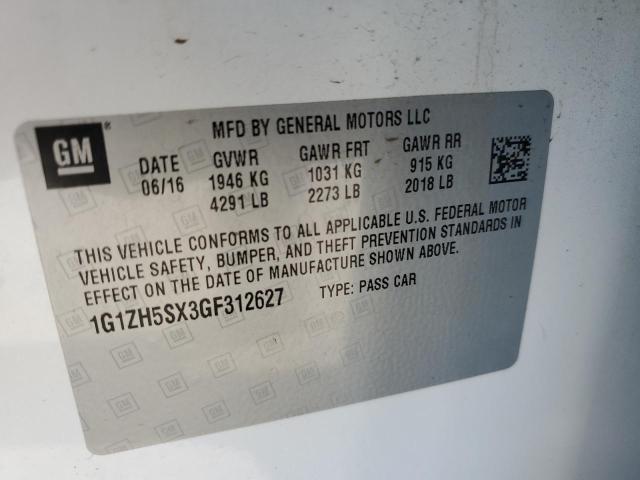 GM
MFD BY GENERAL MOTORS LLC
DATE GVWR GAWR FRT GAWR RR
06/16 1946 KG 1031 KG 915 KG
4291 LB 2273 LB 2018 LB
THIS VEHICLE CONFORMS TO ALL APPLICABLE U.S. FEDERAL MOTOR
VEHICLE SAFETY, BUMPER, AND THEFT PREVENTION STANDARDS IN
EFFECT ON THE DATE OF MANUFACTURE SHOWN ABOVE.
1G1ZH5SX3GF312627 TYPE: PASS CAR